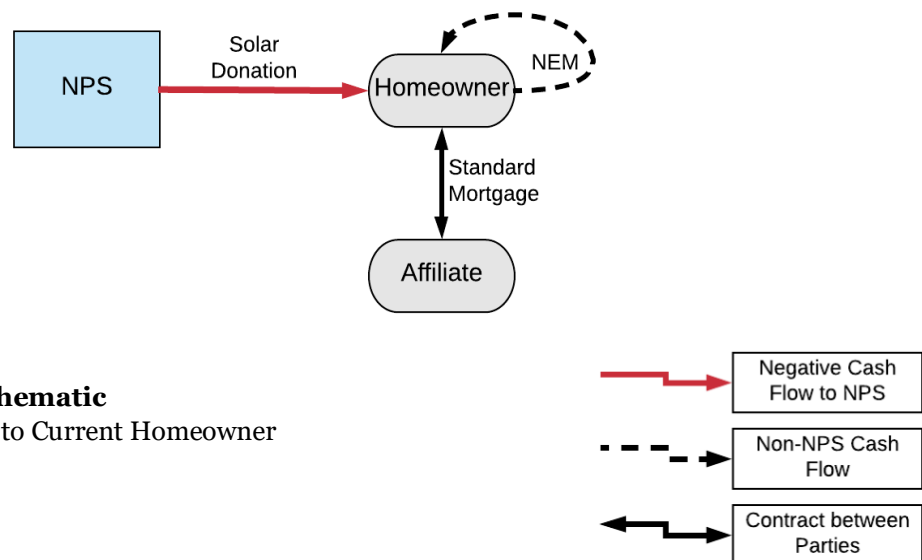 Solar
Donation
NPS
NEM
Homeowner
Standard
Mortgage
Affiliate
hematic
to Current Homeowner
Negative Cash
Flow to NPS
Non-NPS Cash
Flow
Contract between
Parties